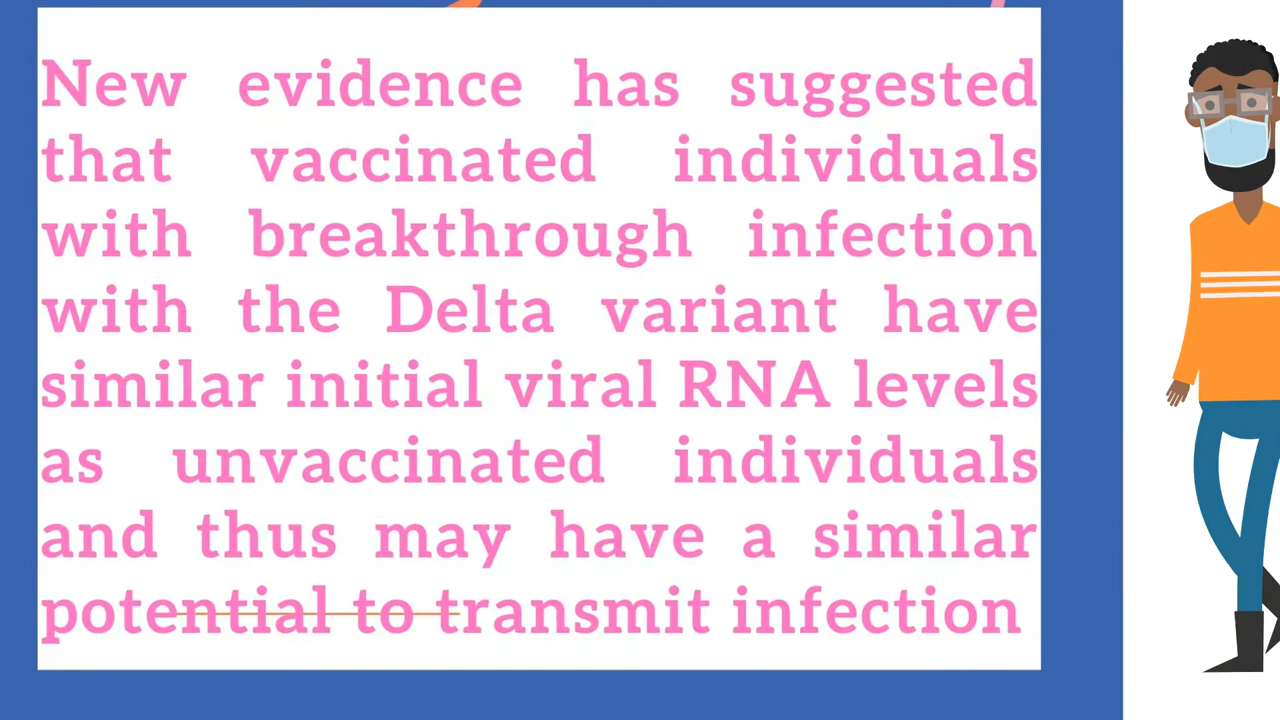 New evidence has suggested
that vaccinated individuals
with breakthrough infection
with the Delta variant have
similar initial viral RNA levels
as unvaccinated individuals
and thus may have a similar
potential to transmit infection